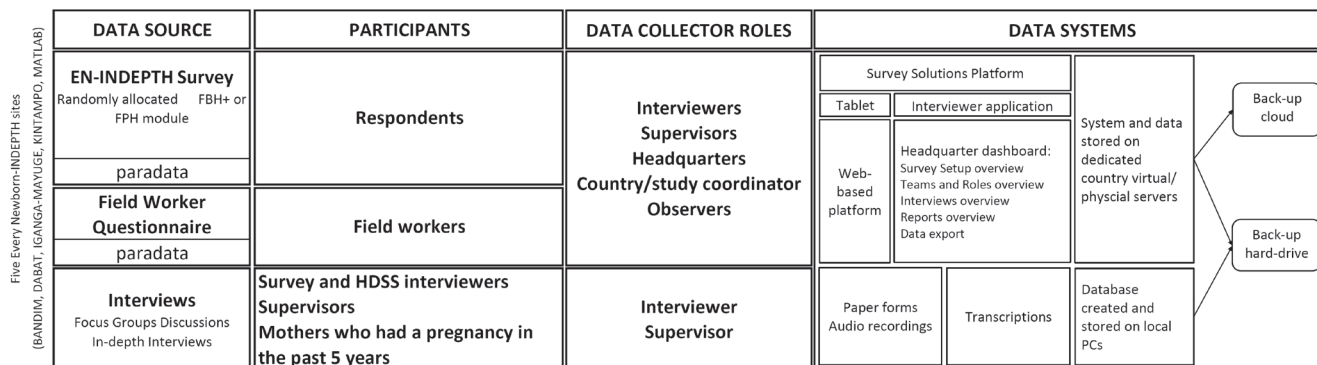 Five Every Newborn-INDEPTH sites
(BANDIM, DABAT, IGANGA-MAYUGE, KINTAMPO, MATLAB)
DATA SOURCE
PARTICIPANTS
DATA COLLECTOR ROLES
DATA SYSTEMS
EN-INDEPTH Survey
Randomly allocated FBH+ or
FPH module
paradata
Respondents
Field Worker
Questionnaire
paradata
Field workers
Interviewers
Supervisors
Headquarters
Country/study coordinator
Observers
Survey Solutions Platform
Tablet
Interviewer application
Web-
based
platform
Headquarter dashboard:
Survey Setup overview
Teams and Roles overview
Interviews overview
Reports overview
Data export
System and data
stored on
dedicated
country virtual/
physcial servers
Back-up
cloud
Back-up
hard-drive
Interviews
Focus Groups Discussions
In-depth Interviews
Survey and HDSS interviewers
Supervisors
Mothers who had a pregnancy in
the past 5 years
Interviewer
Supervisor
Paper forms
Audio recordings
Transcriptions
Database
created and
stored on local
PCs